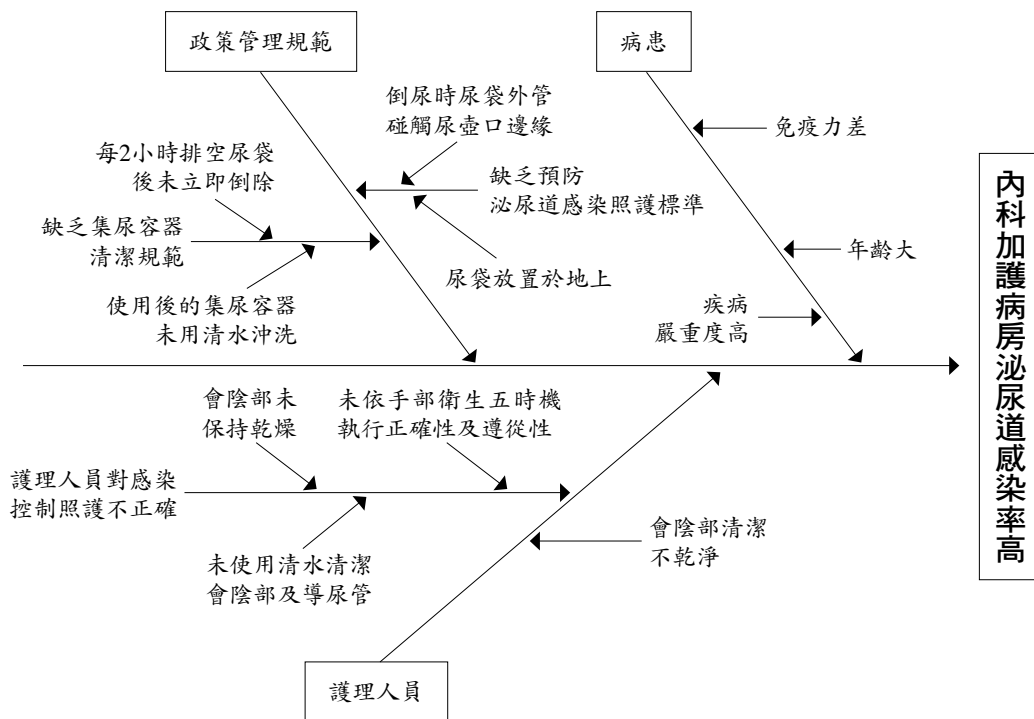 政策管理規範
病患
倒尿時尿袋外管
碰觸尿壺口邊緣
免疫力差
每2小時排空尿袋
後未立即倒除
缺乏預防
泌尿道感染照護標準
缺乏集尿容器
清潔規範
年齡大
尿袋放置於地上
使用後的集尿容器
未用清水沖洗
疾病
嚴重度高
內科加護病房泌尿道感染率高
會陰部未
保持乾燥
未依手部衛生五時機
執行正確性及遵從性
護理人員對感染
控制照護不正確
會陰部清潔
不乾淨
未使用清水清潔
會陰部及導尿管
護理人員